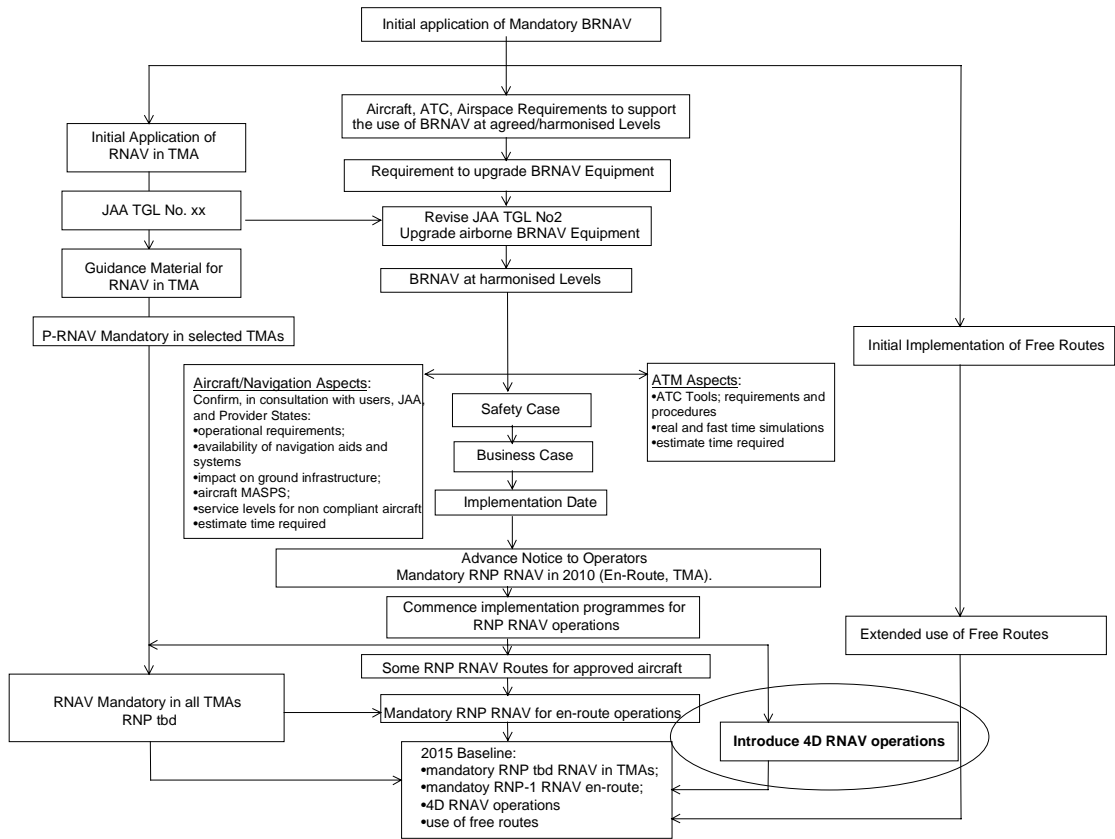 Initial application of Mandatory BRNAV
Aircraft, ATC, Airspace Requirements to support
the use of BRNAV at agreed/harmonised Levels
Initial Application of
RNAV in TMA
Requirement to upgrade BRNAV Equipment
JAA TGL No. xx
Revise JAA TGL No2
Upgrade airborne BRNAV Equipment
Guidance Material for
RNAV in TMA
BRNAV at harmonised Levels
P-RNAV Mandatory in selected TMAs
Initial Implementation of Free Routes
Aircraft/Navigation Aspects:
Confirm, in consultation with users, JAA,
and Provider States:
•operational requirements;
•availability of navigation aids and
systems
•impact on ground infrastructure;
•aircraft MASPS;
•service levels for non compliant aircraft
•estimate time required
Safety Case
Business Case
Implementation Date
ATM Aspects:
•ATC Tools; requirements and
procedures
•real and fast time simulations
•estimate time required
Advance Notice to Operators
Mandatory RNP RNAV in 2010 (En-Route, TMA).
Commence implementation programmes for
RNP RNAV operations
Extended use of Free Routes
Some RNP RNAV Routes for approved aircraft
RNAV Mandatory in all TMAs
RNP tbd
Mandatory RNP RNAV for en-route operations
Introduce 4D RNAV operations
2015 Baseline:
•mandatory RNP tbd RNAV in TMAs;
•mandatoy RNP-1 RNAV en-route;
•4D RNAV operations
•use of free routes